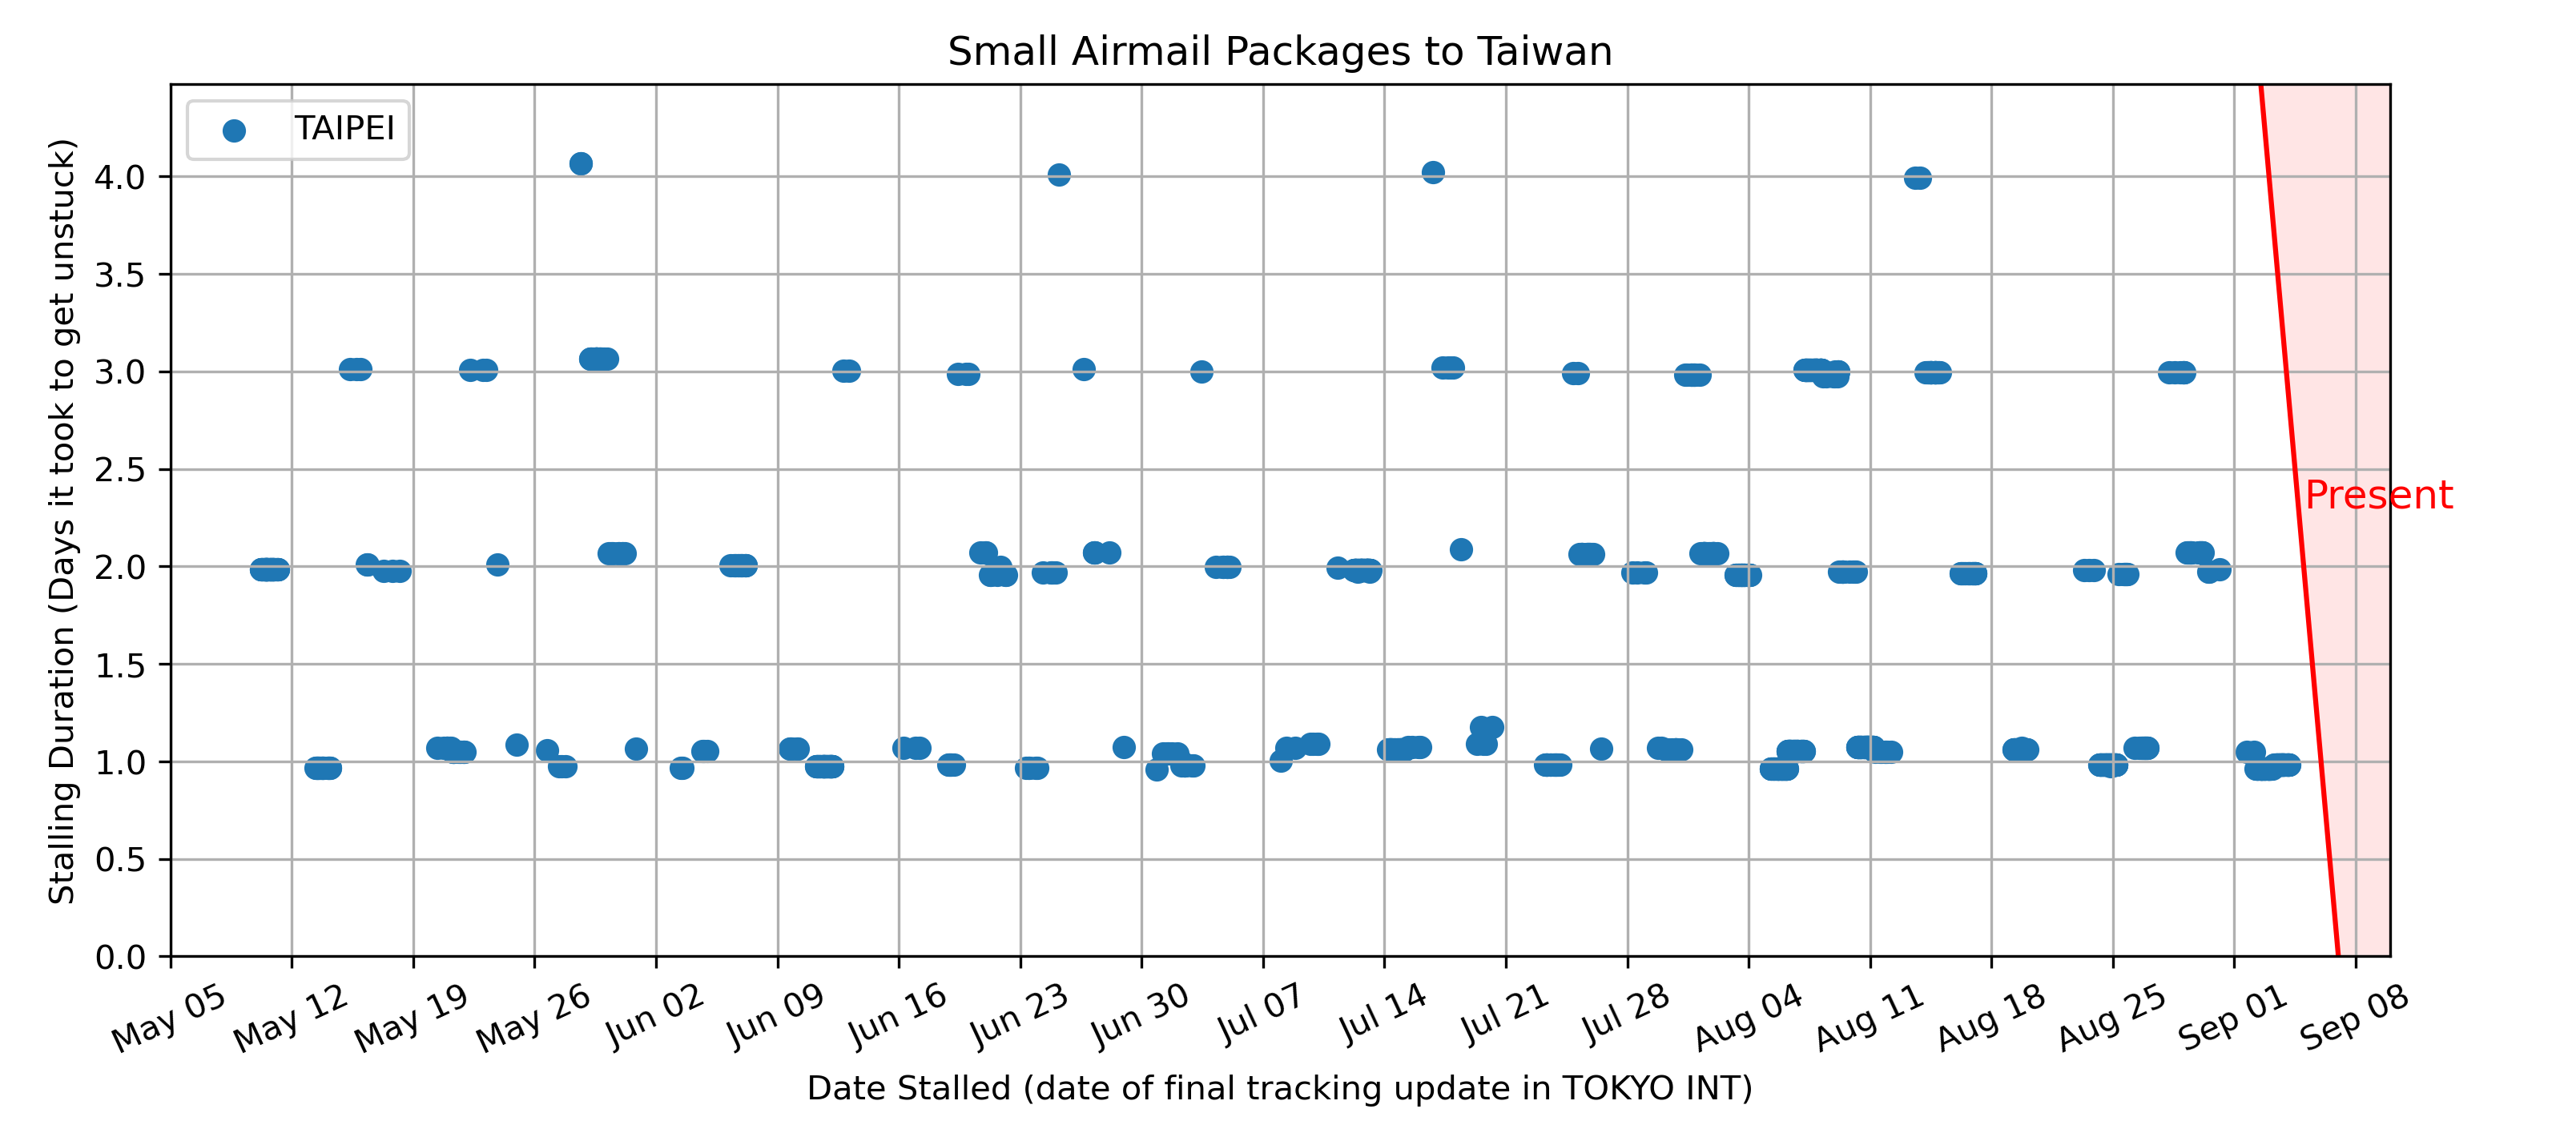 Small Airmail Packages to Taiwan
TAIPEI
Stalling Duration (Days it took to get unstuck)
4.0
3.5
3.0
2.5
2.0
1.5
1.0
0.5
0.0
Present
May 05
May 12
May 19
May 26
Jun 02
Jun 09
Jun 16
Jun 23
Jun 30
Jul 07
Jul 14
Jul 21
Jul 28
Aug 04
Aug 11
Aug 18
Aug 25
Sep 01
Sep 08
Date Stalled (date of final tracking update in TOKYO INT)